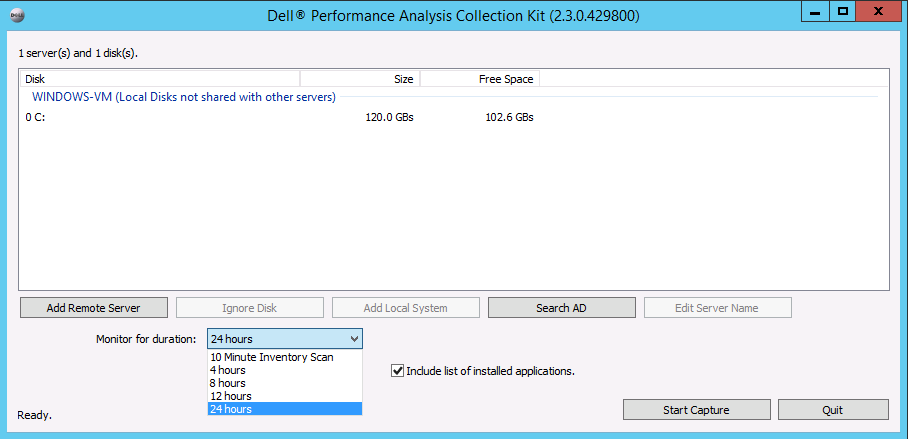 Dell® Performance Analysis Collection Kit (2.3.0.429800)
1 server(s) and 1 disk(s).
Disk Size Free Space
WINDOWS-VM (Local Disks not shared with other servers)
0 C: 120.0 GBs 102.6 GBs
Add Remote Server Ignore Disk Add Local System Search AD Edit Server Name
Monitor for duration: 24 hours
10 Minute Inventory Scan
4 hours
8 hours
12 hours
24 hours
Include list of installed applications.
Ready.
Start Capture Quit